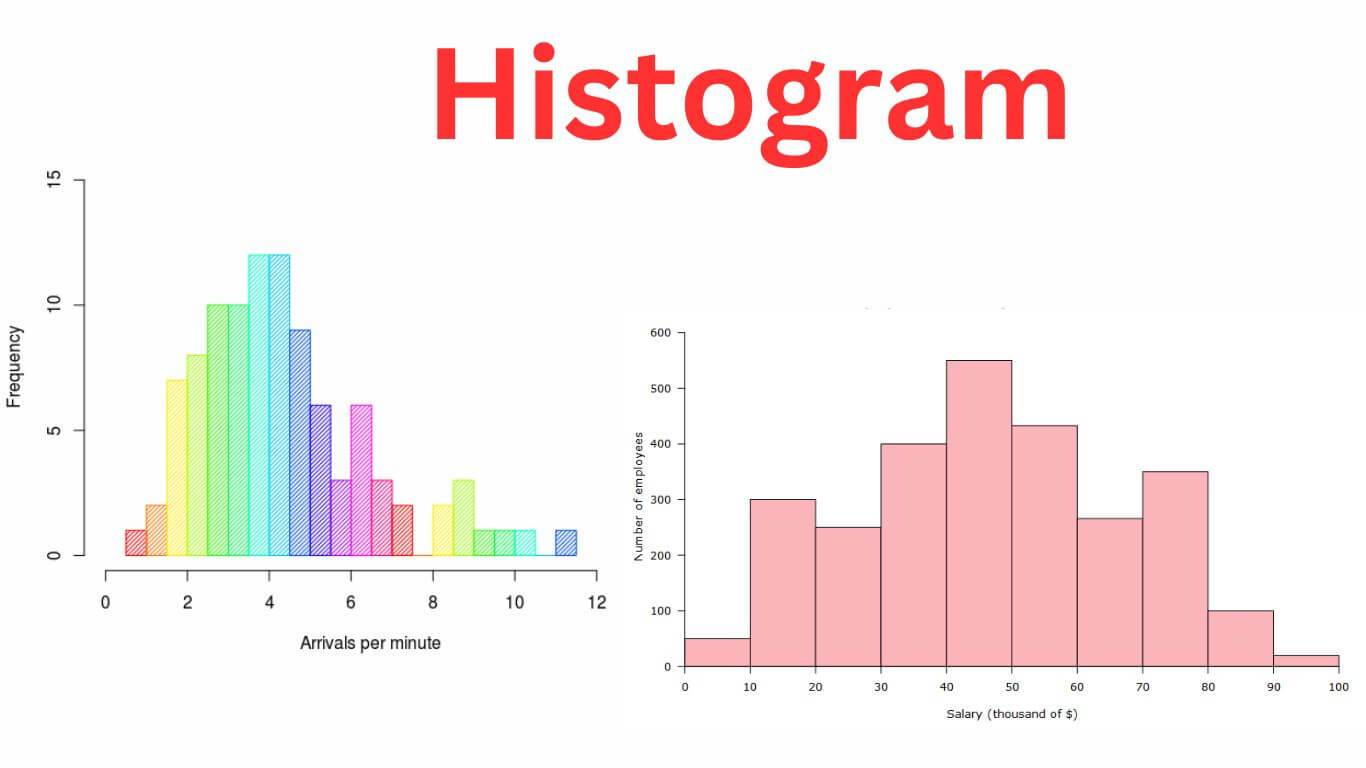 Histogram
15
10
5
0
Frequency
0 2 4 6 8 10 12
Arrivals per minute
600
500
400
300
200
100
0
Number of employees
0 10 20 30 40 50 60 70 80 90 100
Salary (thousand of $)